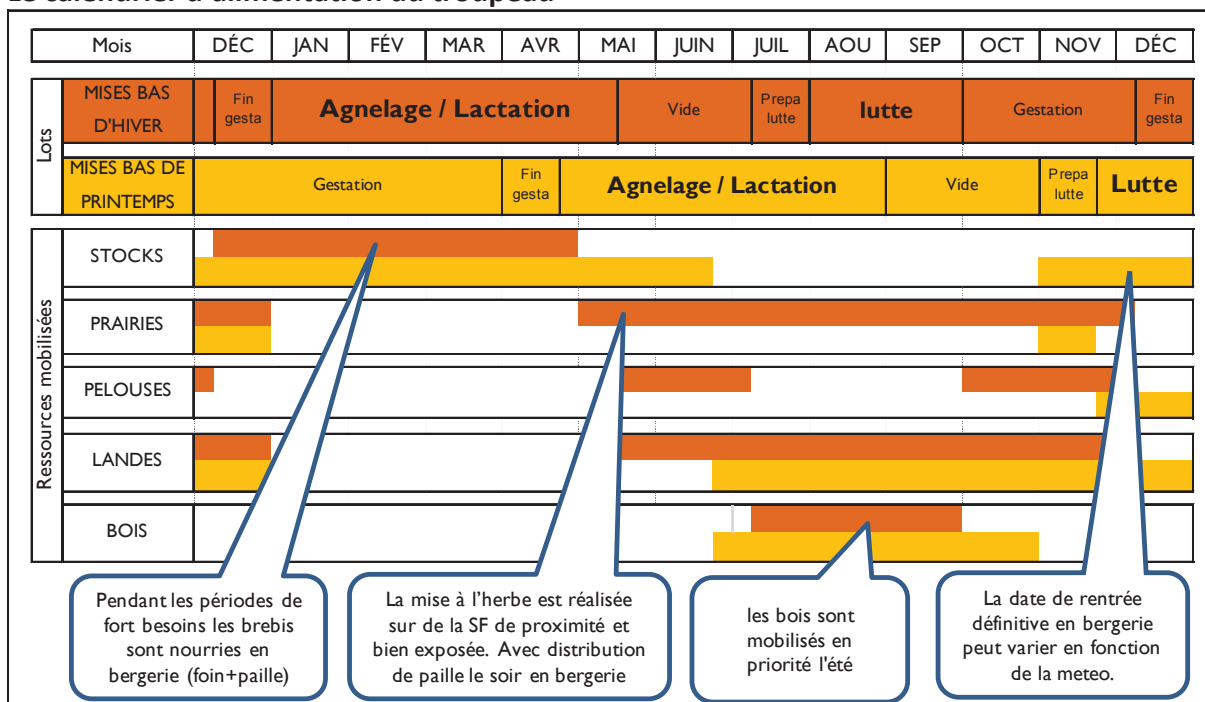 Le calendrier d'alimentation du troupeau
Mois DÉC JAN FÉV MAR AVR MAI JUIN JUIL AOU SEP OCT NOV DÉC
Lots
MISES BAS
D'HIVER
Fin
gesta
Agnelage / Lactation
Vide
Prepa
lutte
lutte
Gestation
Fin
gesta
MISES BAS DE
PRINTEMPS
Gestation
Fin
gesta
Agnelage / Lactation
Vide
Prepa
lutte
Lutte
Ressources mobilisées
STOCKS
PRAIRIES
PELOUSES
LANDES
BOIS
Pendant les périodes de
fort besoins les brebis
sont nourries en
bergerie (foin+paille)
La mise à l'herbe est réalisée
sur de la SF de proximité et
bien exposée. Avec distribution
de paille le soir en bergerie
les bois sont
mobilisés en
priorité l'été
La date de rentrée
définitive en bergerie
peut varier en fonction
de la meteo.